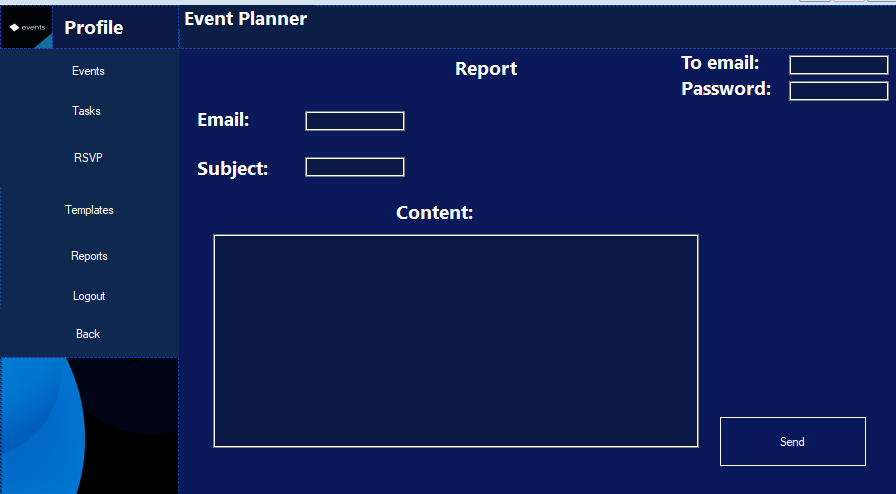 events
Profile
Event Planner
Events
Tasks
RSVP
Templates
Reports
Logout
Back
Report
To email:
Password:
Email:
Subject:
Content:
Send